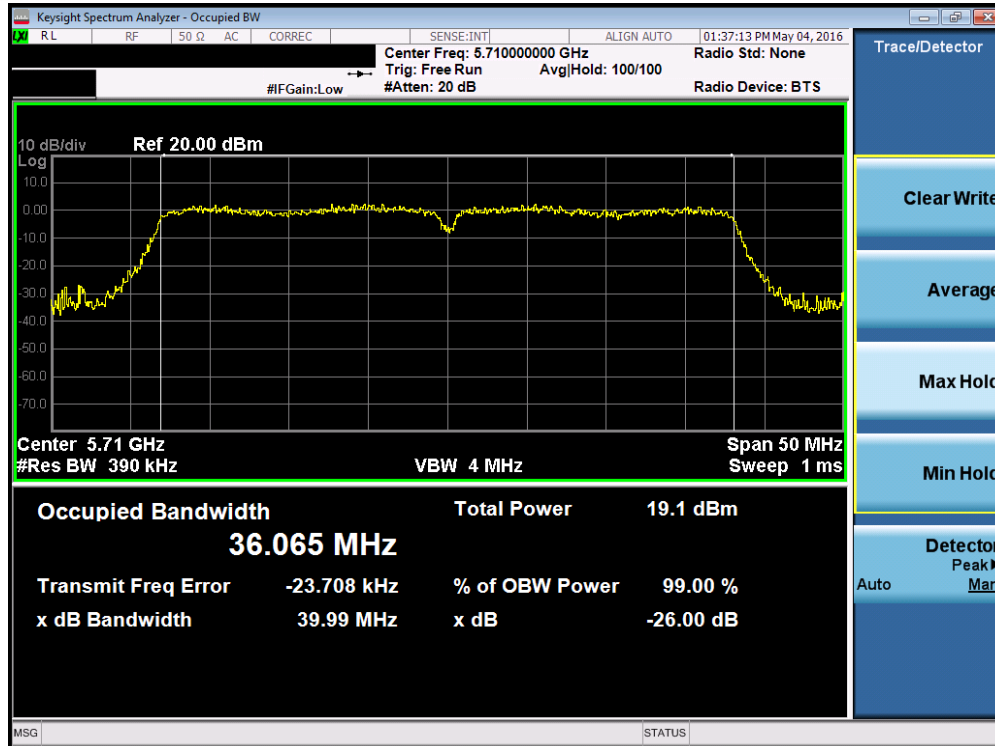 Keysight Spectrum Analyzer - Occupied BW
LXI RL RF 50 Ω AC CORREC SENSE:INT ALIGN AUTO 01:37:13 PM May 04, 2016
Center Freq: 5.710000000 GHz Radio Std: None
Trig: Free Run Avg|Hold: 100/100
#IFGain:Low #Atten: 20 dB Radio Device: BTS
10 dB/div Ref 20.00 dBm
Log
10.0
0.00
-10.0
-20.0
-30.0
-40.0
-50.0
-60.0
-70.0
Center 5.71 GHz Span 50 MHz
#Res BW 390 kHz VBW 4 MHz Sweep 1 ms
Occupied Bandwidth Total Power 19.1 dBm
36.065 MHz
Transmit Freq Error -23.708 kHz % of OBW Power 99.00 %
x dB Bandwidth 39.99 MHz x dB -26.00 dB
MSG STATUS
Trace/Detector
Clear Write
Average
Max Hold
Min Hold
Detector
Peak
Auto Man